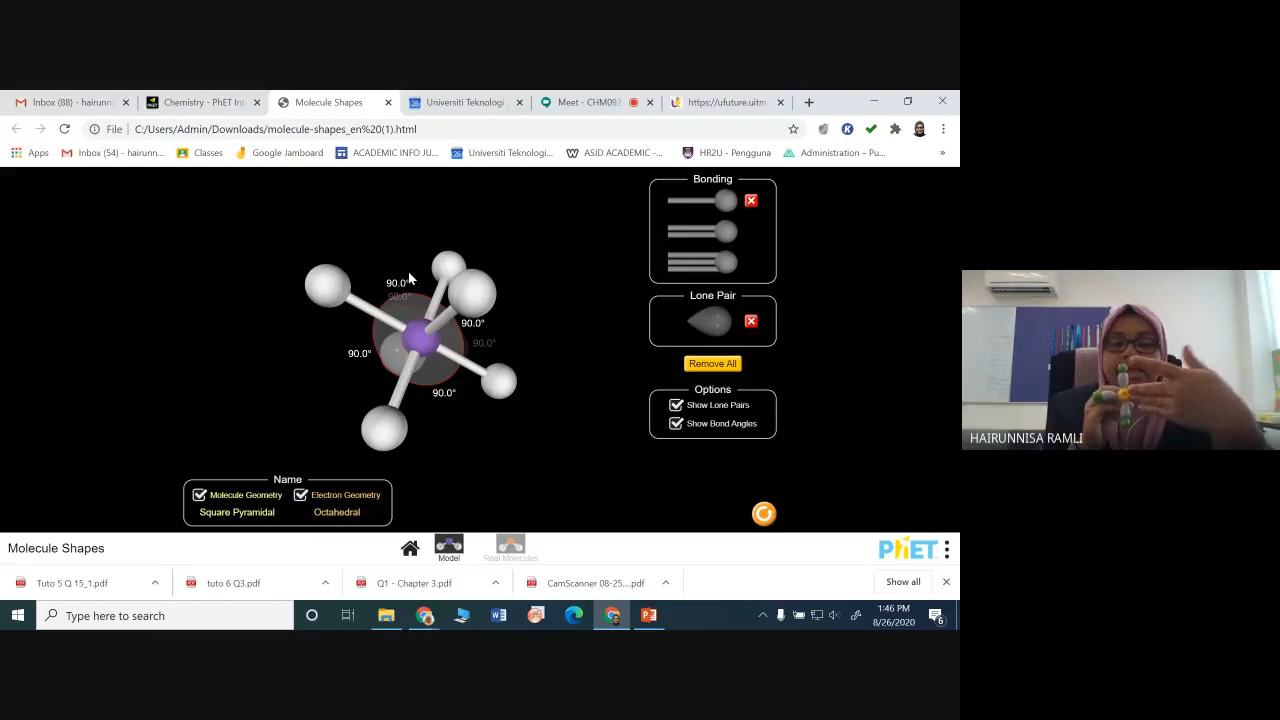 Inbox (88) - hairunn
Chemistry - PhET Int
Molecule Shapes
Universiti Teknologi
Meet - CHM092
https://ufuture.uitm
File
C:/Users/Admin/Downloads/molecule-shapes_en%20(1).html
Apps
Inbox (54) - hairunn...
Classes
Google Jamboard
ACADEMIC INFO JU...
Universiti Teknologi...
ASID ACADEMIC -...
HR2U - Pengguna
Administration – Pu...
»
Bonding
Lone Pair
Remove All
Options
Show Lone Pairs
Show Bond Angles
90.0°
90.0°
90.0°
90.0°
90.0°
90.0°
Name
Molecule Geometry
Electron Geometry
Square Pyramidal
Octahedral
HAIRUNNISA RAMLI
Molecule Shapes
Model
Real Molecules
PhET
Tuto 5 Q 15_1.pdf
tuto 6 Q3.pdf
Q1 - Chapter 3.pdf
CamScanner 08-25....pdf
Show all
Type here to search
1:46 PM
8/26/2020
6